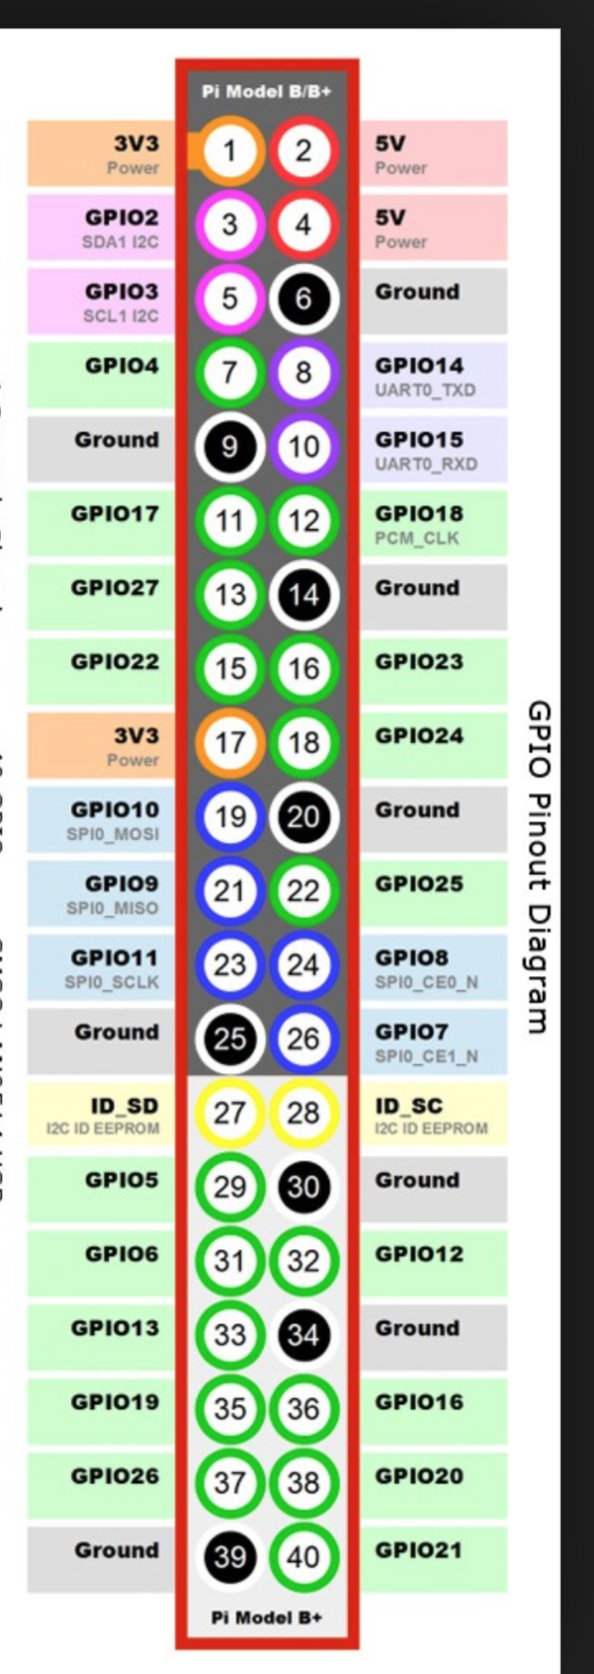 Pi Model B/B+
3V3 1 2 5V
Power Power
GPIO2 3 4 5V
SDA1 I2C Power
GPIO3 5 6 Ground
SCL1 I2C
GPIO4 7 8 GPIO14
UART0_TXD
Ground 9 10 GPIO15
UART0_RXD
GPIO17 11 12 GPIO18
PCM_CLK
GPIO27 13 14 Ground
GPIO22 15 16 GPIO23
3V3 17 18 GPIO24
Power
GPIO10 19 20 Ground
SPI0_MOSI
GPIO9 21 22 GPIO25
SPI0_MISO
GPIO11 23 24 GPIO8
SPI0_SCLK SPI0_CE0_N
Ground 25 26 GPIO7
SPI0_CE1_N
ID_SD 27 28 ID_SC
I2C ID EEPROM I2C ID EEPROM
GPIO5 29 30 Ground
GPIO6 31 32 GPIO12
GPIO13 33 34 Ground
GPIO19 35 36 GPIO16
GPIO26 37 38 GPIO20
Ground 39 40 GPIO21
Pi Model B+
GPIO Pinout Diagram